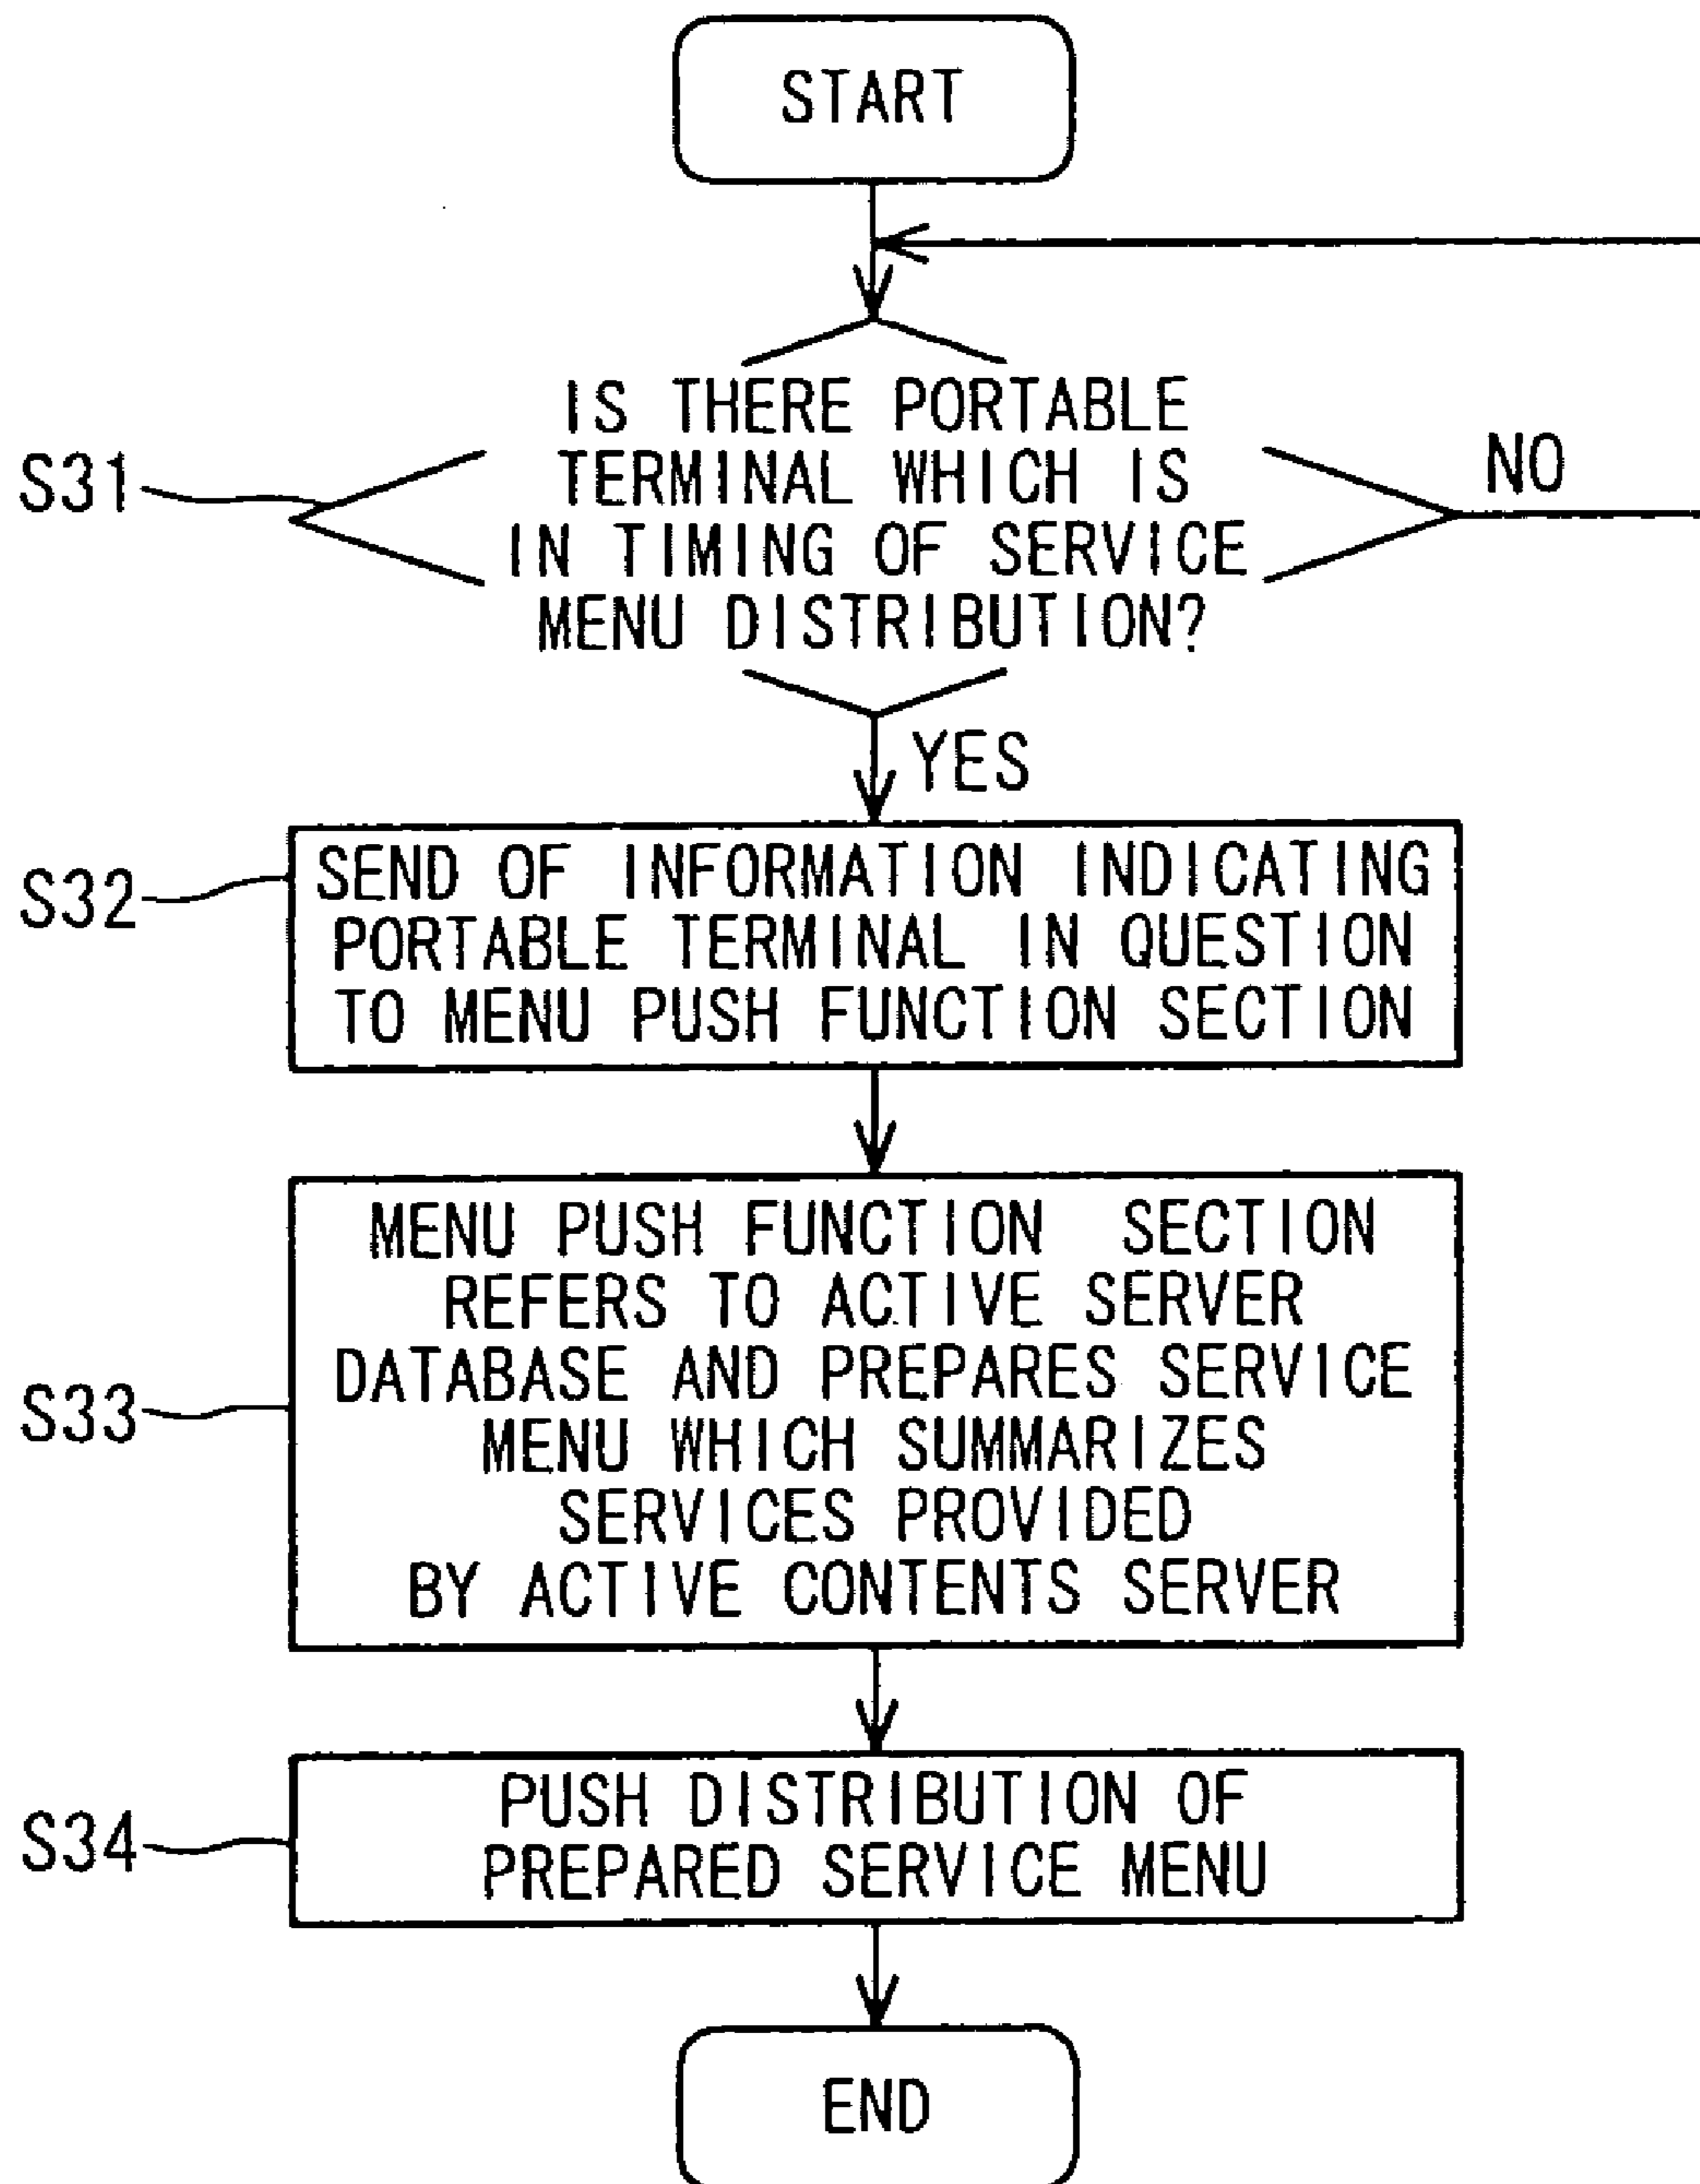 START
IS THERE PORTABLE
TERMINAL WHICH IS
IN TIMING OF SERVICE
MENU DISTRIBUTION?
S31
NO
YES
S32
SEND OF INFORMATION INDICATING
PORTABLE TERMINAL IN QUESTION
TO MENU PUSH FUNCTION SECTION
S33
MENU PUSH FUNCTION SECTION
REFERS TO ACTIVE SERVER
DATABASE AND PREPARES SERVICE
MENU WHICH SUMMARIZES
SERVICES PROVIDED
BY ACTIVE CONTENTS SERVER
S34
PUSH DISTRIBUTION OF
PREPARED SERVICE MENU
END